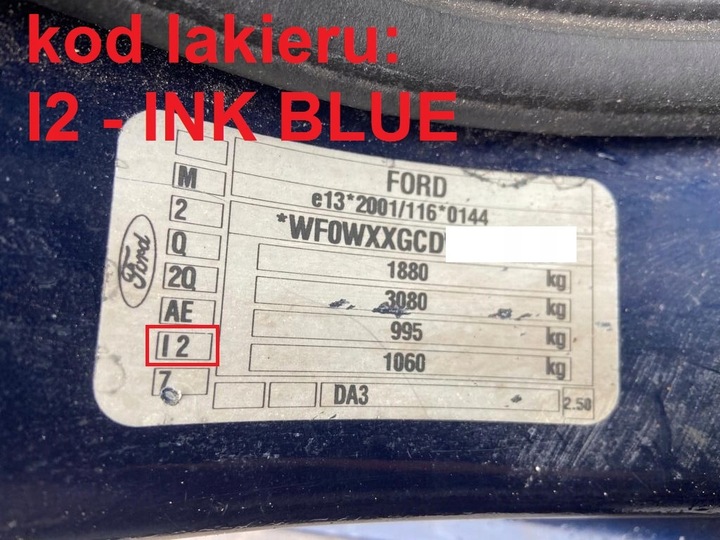 kod lakieru:
I2 - INK BLUE
FORD
e13*2001/116*0144
*WF0WXXGCD
1880 kg
3080 kg
995 kg
1060 kg
M
2
Q
2Q
AE
I 2
7
Ford
DA3
2.50